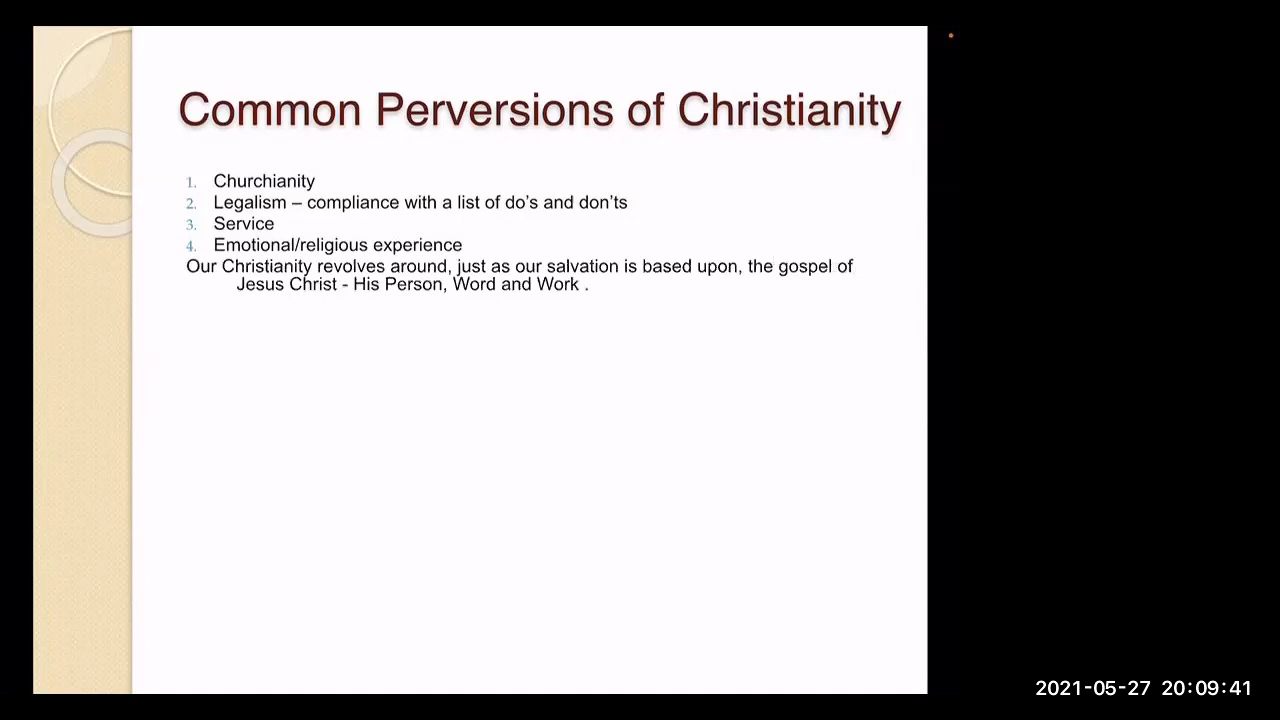 Common Perversions of Christianity
1. Churchianity
2. Legalism – compliance with a list of do’s and don’ts
3. Service
4. Emotional/religious experience
Our Christianity revolves around, just as our salvation is based upon, the gospel of
Jesus Christ - His Person, Word and Work .
2021-05-27 20:09:41